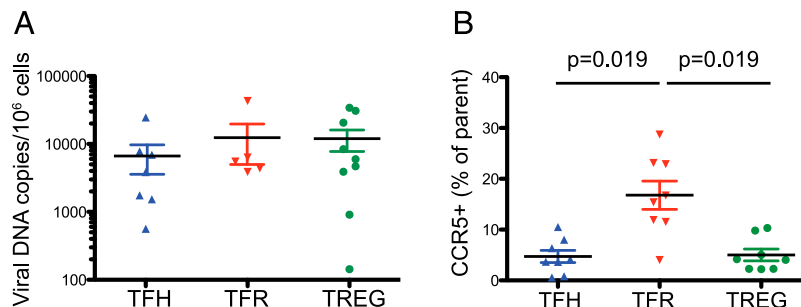 A
Viral DNA copies/10⁶ cells
100000
10000
1000
100
TFH
TFR
TREG
B
p=0.019
p=0.019
CCR5+ (% of parent)
40
30
20
10
0
TFH
TFR
TREG